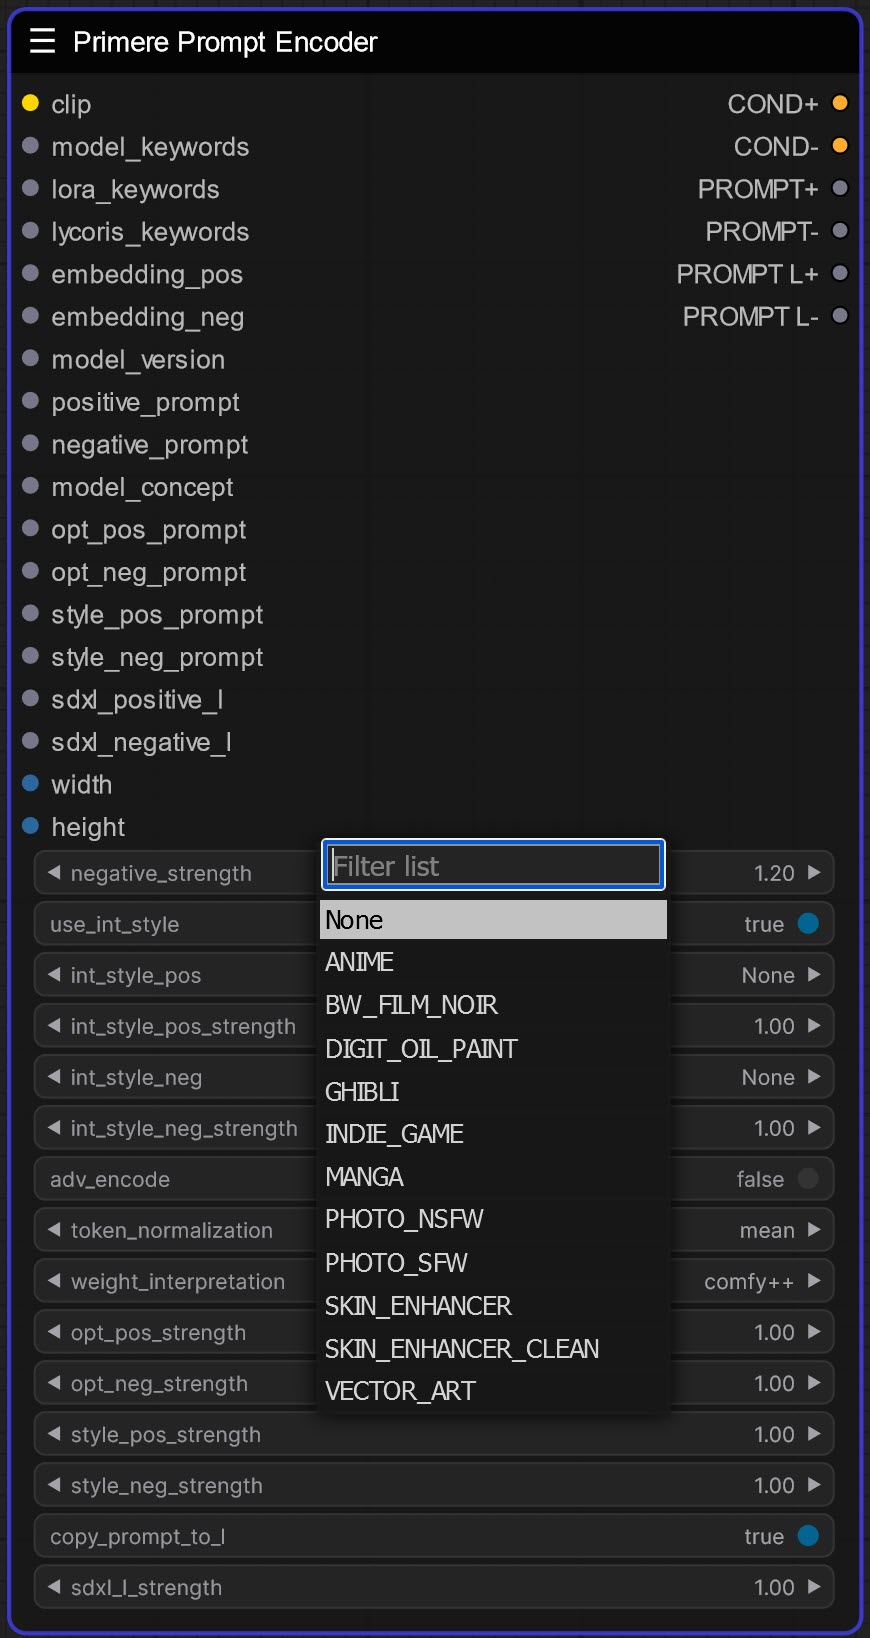 Primere Prompt Encoder
clip COND+
model_keywords COND-
lora_keywords PROMPT+
lycoris_keywords PROMPT-
embedding_pos PROMPT L+
embedding_neg PROMPT L-
model_version
positive_prompt
negative_prompt
model_concept
opt_pos_prompt
opt_neg_prompt
style_pos_prompt
style_neg_prompt
sdxl_positive_l
sdxl_negative_l
width
height
negative_strength 1.20
use_int_style true
int_style_pos None
int_style_pos_strength 1.00
int_style_neg None
int_style_neg_strength 1.00
adv_encode false
token_normalization mean
weight_interpretation comfy++
opt_pos_strength 1.00
opt_neg_strength 1.00
style_pos_strength 1.00
style_neg_strength 1.00
copy_prompt_to_l true
sdxl_l_strength 1.00
Filter list
None
ANIME
BW_FILM_NOIR
DIGIT_OIL_PAINT
GHIBLI
INDIE_GAME
MANGA
PHOTO_NSFW
PHOTO_SFW
SKIN_ENHANCER
SKIN_ENHANCER_CLEAN
VECTOR_ART